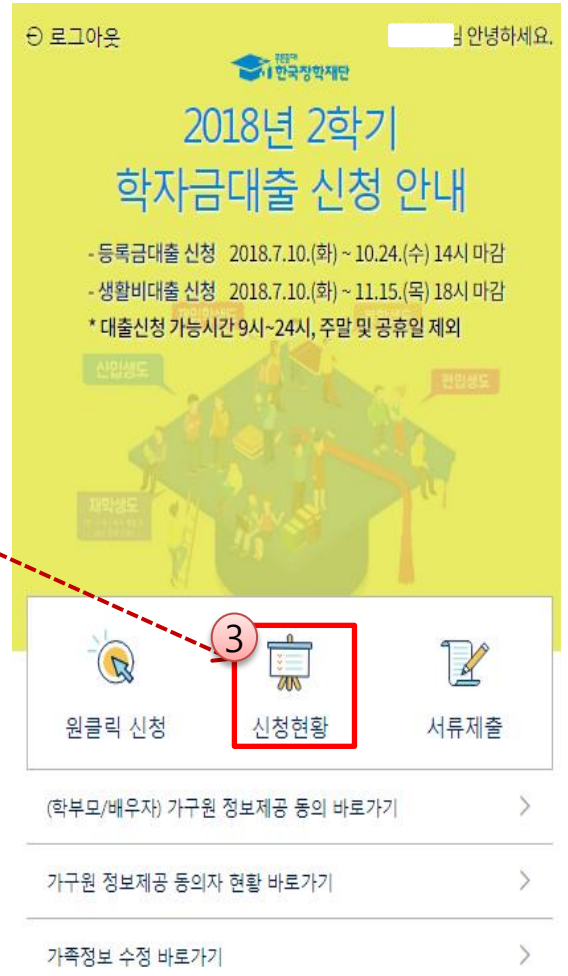 로그아웃
님 안녕하세요.
한국장학재단
2018년 2학기
학자금대출 신청 안내
- 등록금대출 신청 2018.7.10.(화) ~ 10.24.(수) 14시 마감
- 생활비대출 신청 2018.7.10.(화) ~ 11.15.(목) 18시 마감
* 대출신청 가능시간 9시~24시, 주말 및 공휴일 제외
신입생도
편입생도
재학생도
3
원클릭 신청
신청현황
서류제출
(학부모/배우자) 가구원 정보제공 동의 바로가기
가구원 정보제공 동의자 현황 바로가기
가족정보 수정 바로가기